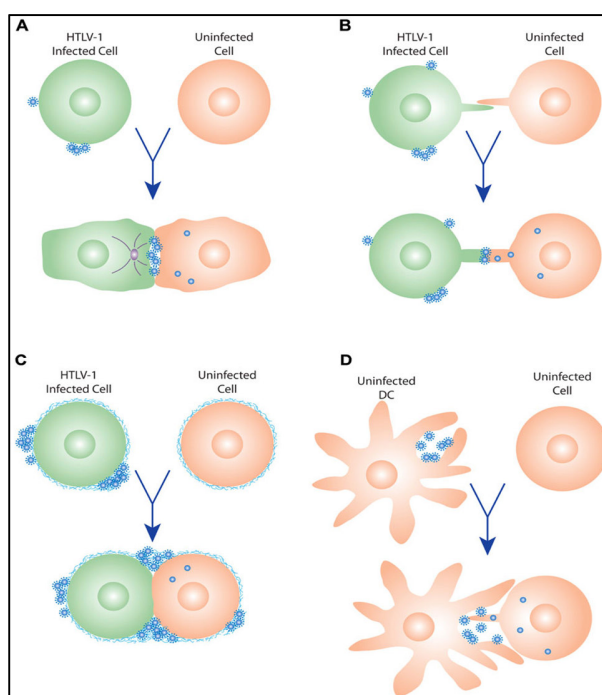 A
HTLV-1
Infected Cell
Uninfected
Cell
B
HTLV-1
Infected Cell
Uninfected
Cell
C
HTLV-1
Infected Cell
Uninfected
Cell
D
Uninfected
DC
Uninfected
Cell